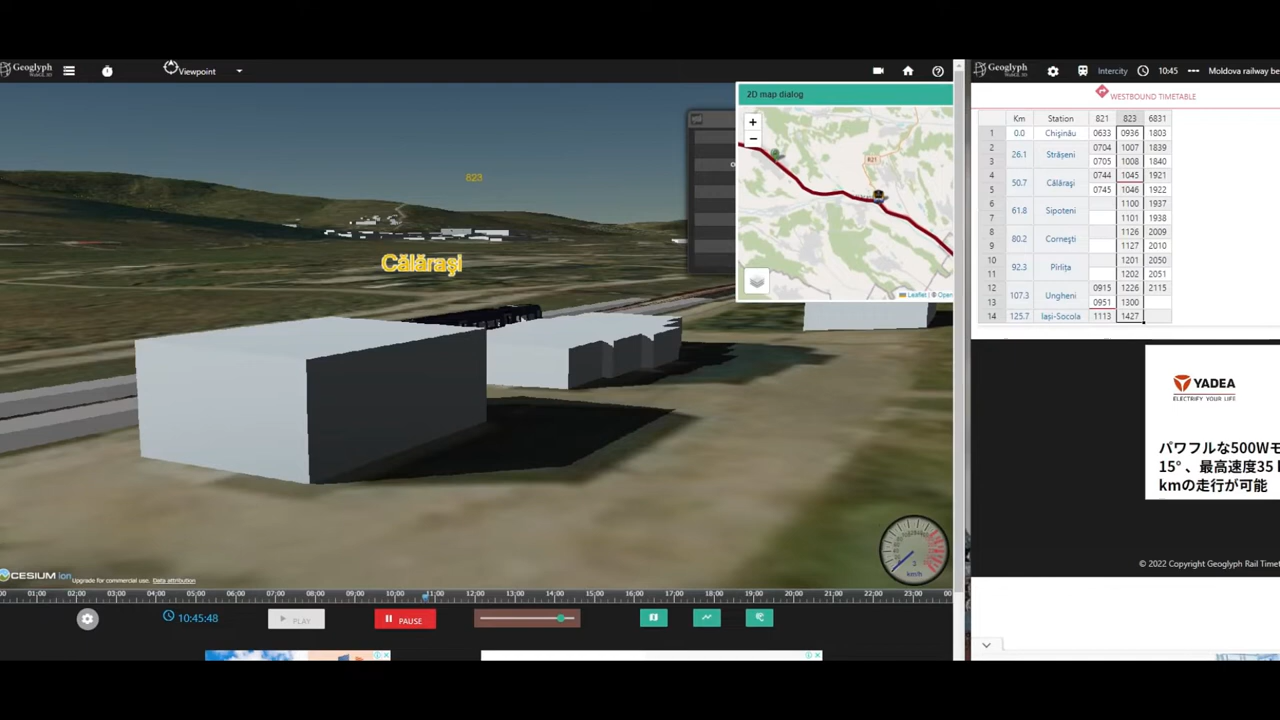 Geoglyph
WORLD 3D
Viewpoint
Geoglyph
Intercity
10:45
Moldova railway be
2D map dialog
+
−
821
Leaflet | © Open
823
Călăraşi
WESTBOUND TIMETABLE
Km Station 821 823 6831
1 0.0 Chişinău 0633 0936 1803
2 26.1 Străşeni 0704 1007 1839
3 0705 1008 1840
4 50.7 Călăraşi 0744 1045 1921
5 0745 1046 1922
6 61.8 Sipoteni 1100 1937
7 1101 1938
8 80.2 Corneşti 1126 2009
9 1127 2010
10 92.3 Pîrliţa 1201 2050
11 1202 2051
12 107.3 Ungheni 0915 1226 2115
13 0951 1300
14 125.7 Iaşi-Socola 1113 1427
YADEA
ELECTRIFY YOUR LIFE
パワフルな500Wモ
15°、最高速度35 k
kmの走行が可能
2
km/h
CESIUM ion
Upgrade for commercial use. Data attribution
© 2022 Copyright Geoglyph Rail Timet
00 01:00 02:00 03:00 04:00 05:00 06:00 07:00 08:00 09:00 10:00 11:00 12:00 13:00 14:00 15:00 16:00 17:00 18:00 19:00 20:00 21:00 22:00 23:00 00
10:45:48
PLAY
PAUSE